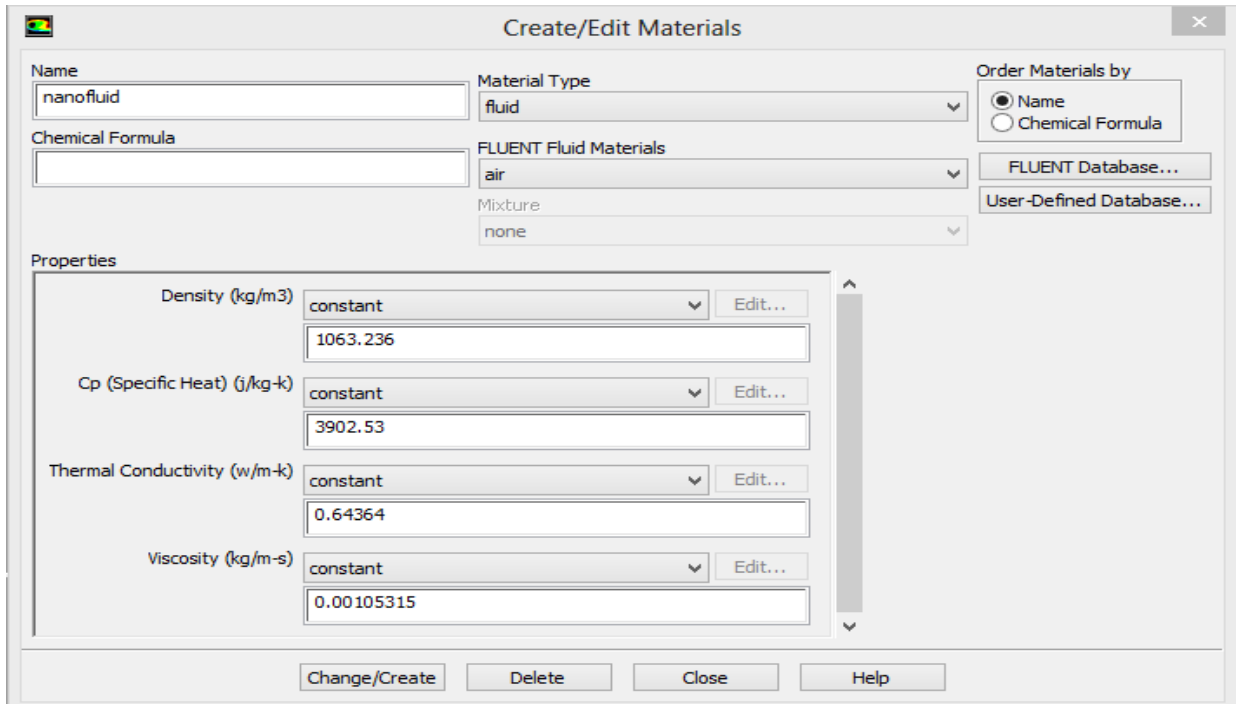 Create/Edit Materials
Name
nanofluid
Chemical Formula
Material Type
fluid
FLUENT Fluid Materials
air
Mixture
none
Order Materials by
Name
Chemical Formula
FLUENT Database...
User-Defined Database...
Properties
Density (kg/m3) constant Edit...
1063.236
Cp (Specific Heat) (j/kg-k) constant Edit...
3902.53
Thermal Conductivity (w/m-k) constant Edit...
0.64364
Viscosity (kg/m-s) constant Edit...
0.00105315
Change/Create Delete Close Help